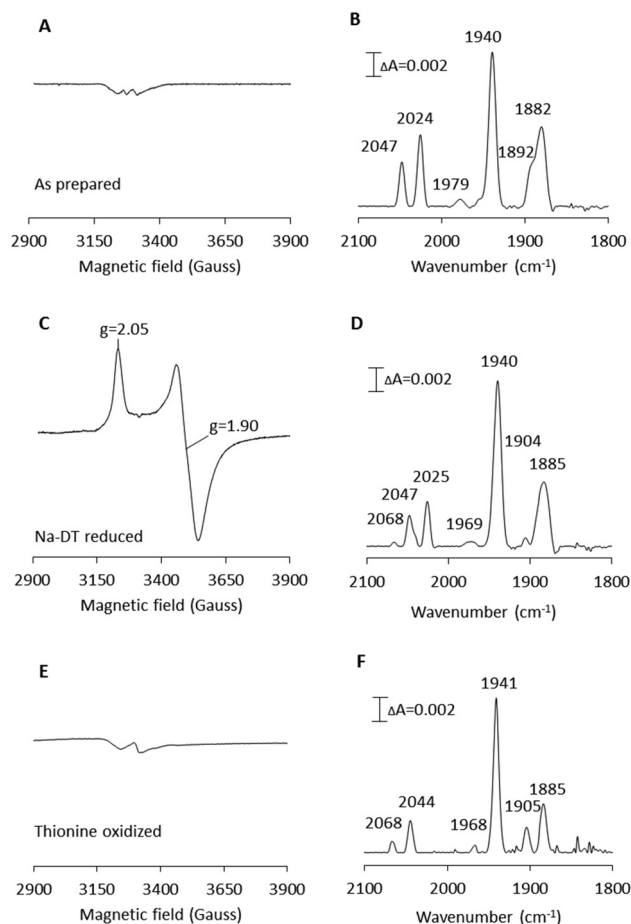 A
As prepared
2900 3150 3400 3650 3900
Magnetic field (Gauss)
B
ΔA=0.002
1940
2047
2024
1979
1892
1882
2100 2000 1900 1800
Wavenumber (cm⁻¹)
C
g=2.05
g=1.90
Na-DT reduced
2900 3150 3400 3650 3900
Magnetic field (Gauss)
D
ΔA=0.002
1940
2068
2047
2025
1969
1904
1885
2100 2000 1900 1800
Wavenumber (cm⁻¹)
E
Thionine oxidized
2900 3150 3400 3650 3900
Magnetic field (Gauss)
F
ΔA=0.002
1941
2068
2044
1968
1905
1885
2100 2000 1900 1800
Wavenumber (cm⁻¹)